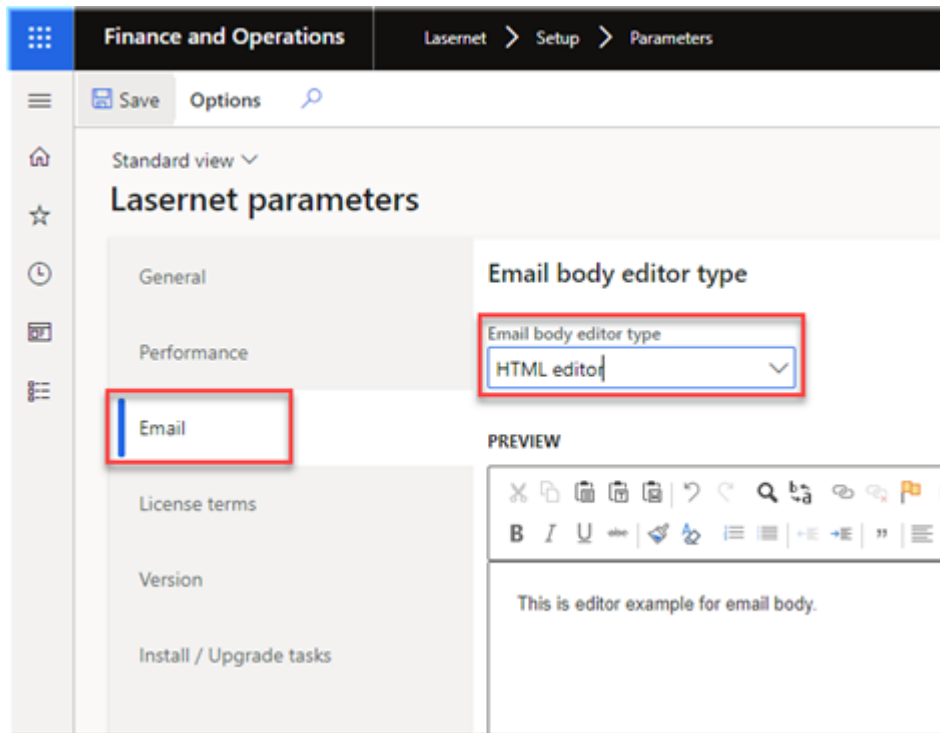 Finance and Operations
Lasernet > Setup > Parameters
Save Options
Standard view
Lasernet parameters
General
Performance
Email
License terms
Version
Install / Upgrade tasks
Email body editor type
Email body editor type
HTML editor
PREVIEW
B I U abc
This is editor example for email body.